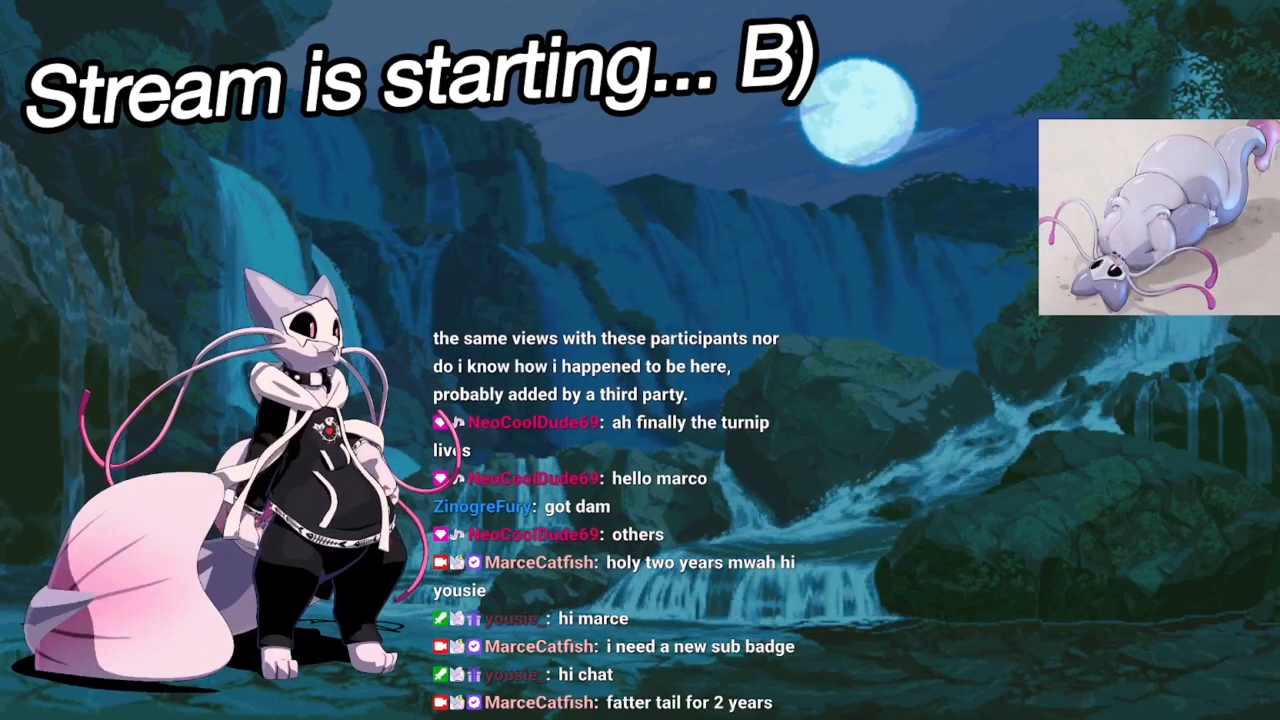 Stream is starting... B)
the same views with these participants nor
do i know how i happened to be here,
probably added by a third party.
NeoCoolDude69: ah finally the turnip
lives
NeoCoolDude69: hello marco
ZinogreFury: got dam
NeoCoolDude69: others
MarceCatfish: holy two years mwah hi
yousie
yousie_: hi marce
MarceCatfish: i need a new sub badge
yousie_: hi chat
MarceCatfish: fatter tail for 2 years